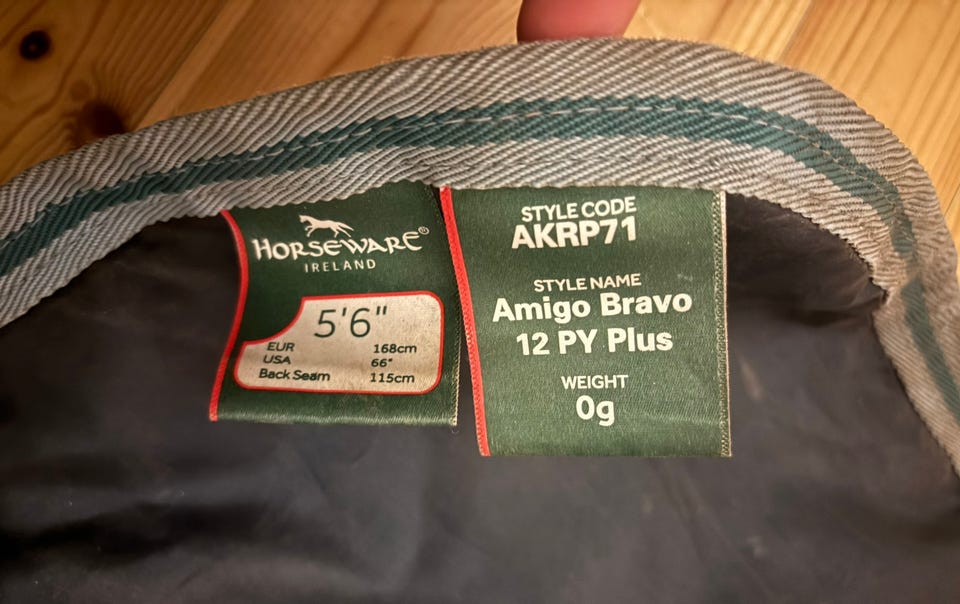 HORSEWARE®
IRELAND
5'6"
EUR 168cm
USA 66"
Back Seam 115cm
STYLE CODE
AKRP71
STYLE NAME
Amigo Bravo
12 PY Plus
WEIGHT
0g